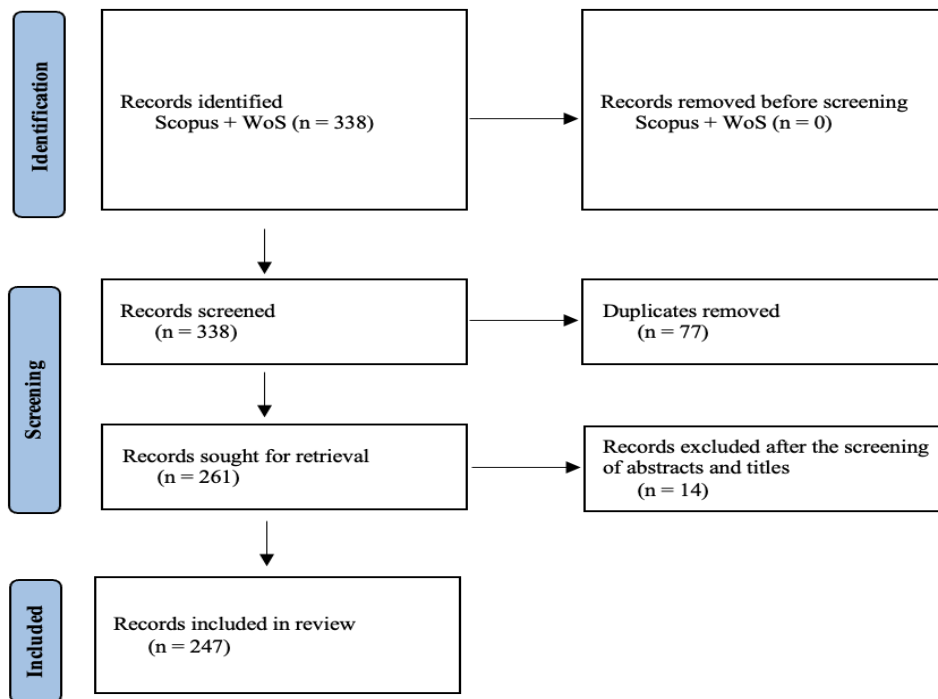 Identification
Records identified
Scopus + WoS (n = 338)
Records removed before screening
Scopus + WoS (n = 0)
Screening
Records screened
(n = 338)
Duplicates removed
(n = 77)
Records sought for retrieval
(n = 261)
Records excluded after the screening
of abstracts and titles
(n = 14)
Included
Records included in review
(n = 247)